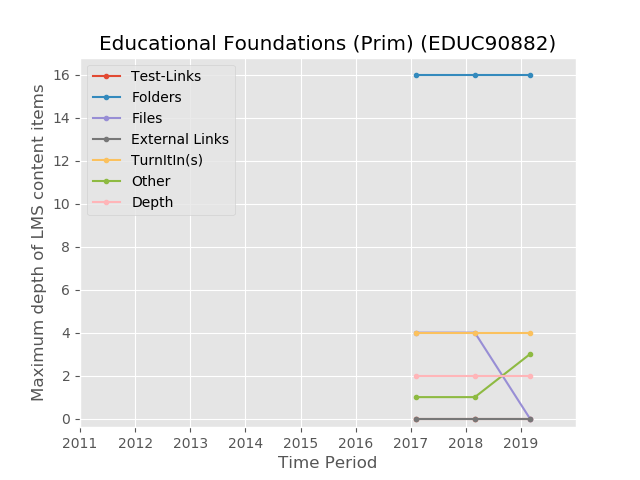 Educational Foundations (Prim) (EDUC90882)
Maximum depth of LMS content items
16
14
12
10
8
6
4
2
0
Test-Links
Folders
Files
External Links
TurnItIn(s)
Other
Depth
2011 2012 2013 2014 2015 2016 2017 2018 2019
Time Period